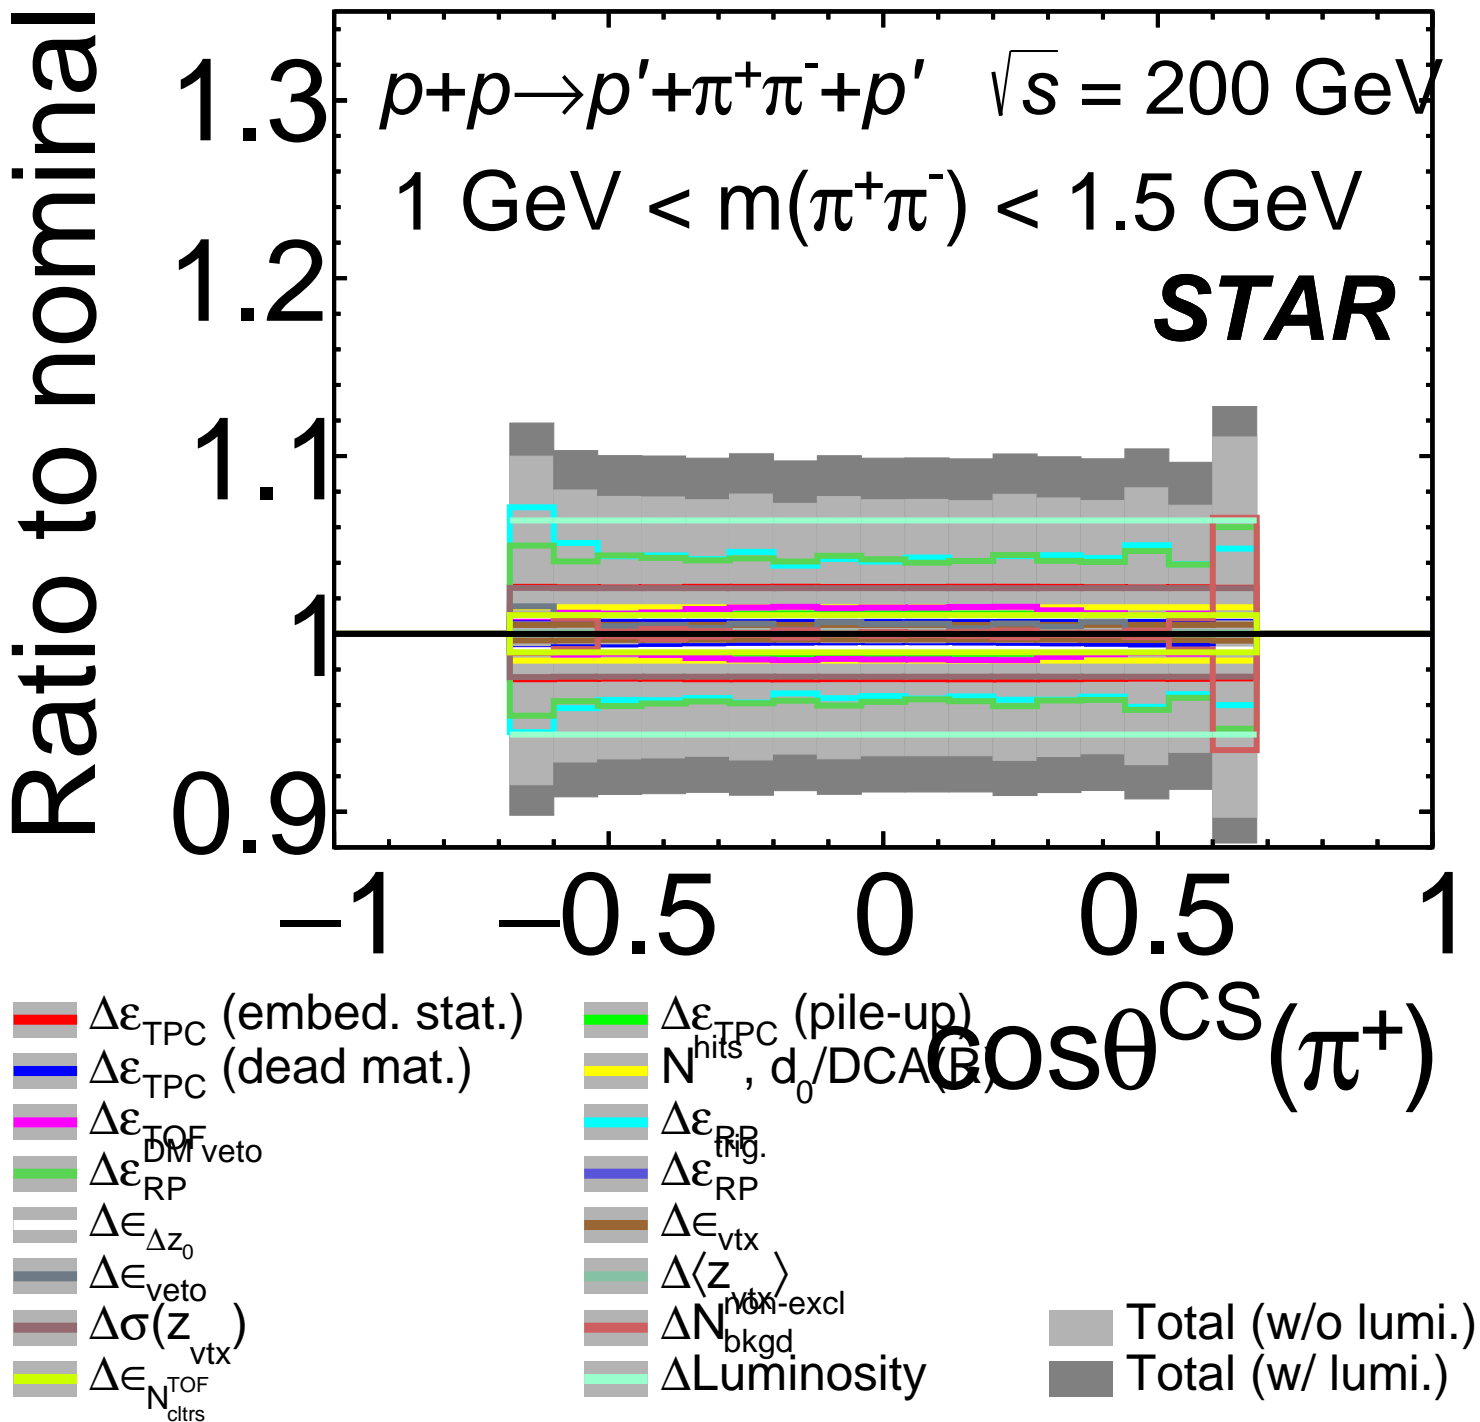 Ratio to nominal
1.3
1.2
1.1
1
0.9
p+p→p′+π⁺π⁻+p′ √s = 200 GeV
1 GeV < m(π⁺π⁻) < 1.5 GeV
STAR
−1 −0.5 0 0.5 1
cosθ^CS(π⁺)
Δε_TPC (embed. stat.)
Δε_TPC (pile-up)
Δε_TPC (dead mat.)
N^hits, d_0/DCA(R)
Δε_TOF
Δε_RP
Δε_RP^DM veto
Δε_RP^trig.
Δ∈_Δz_0
Δ∈_vtx
Δ∈_veto
Δ⟨z_vtx⟩
Δσ(z_vtx)
ΔN_bkgd^non-excl
Total (w/o lumi.)
Δ∈_N_cltrs^TOF
ΔLuminosity
Total (w/ lumi.)